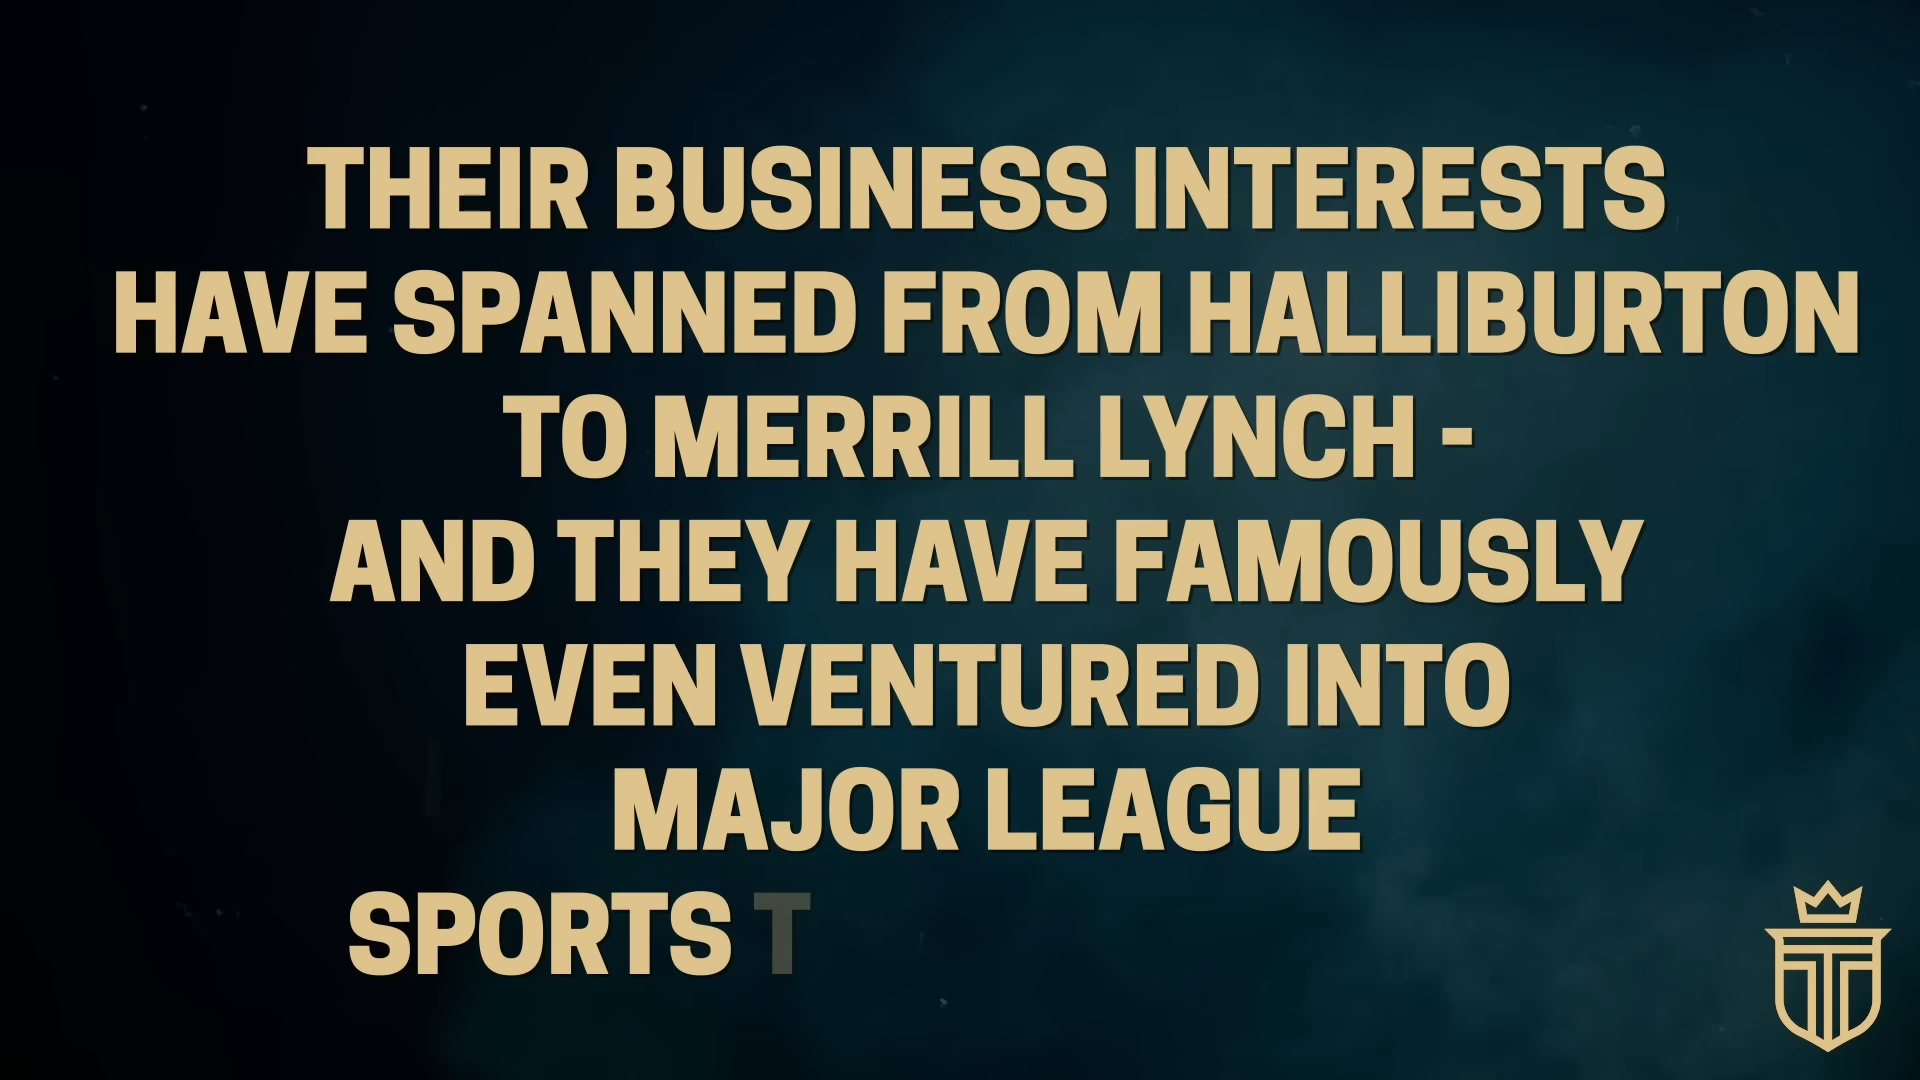 THEIR BUSINESS INTERESTS
HAVE SPANNED FROM HALLIBURTON
TO MERRILL LYNCH -
AND THEY HAVE FAMOUSLY
EVEN VENTURED INTO
MAJOR LEAGUE
SPORTS T